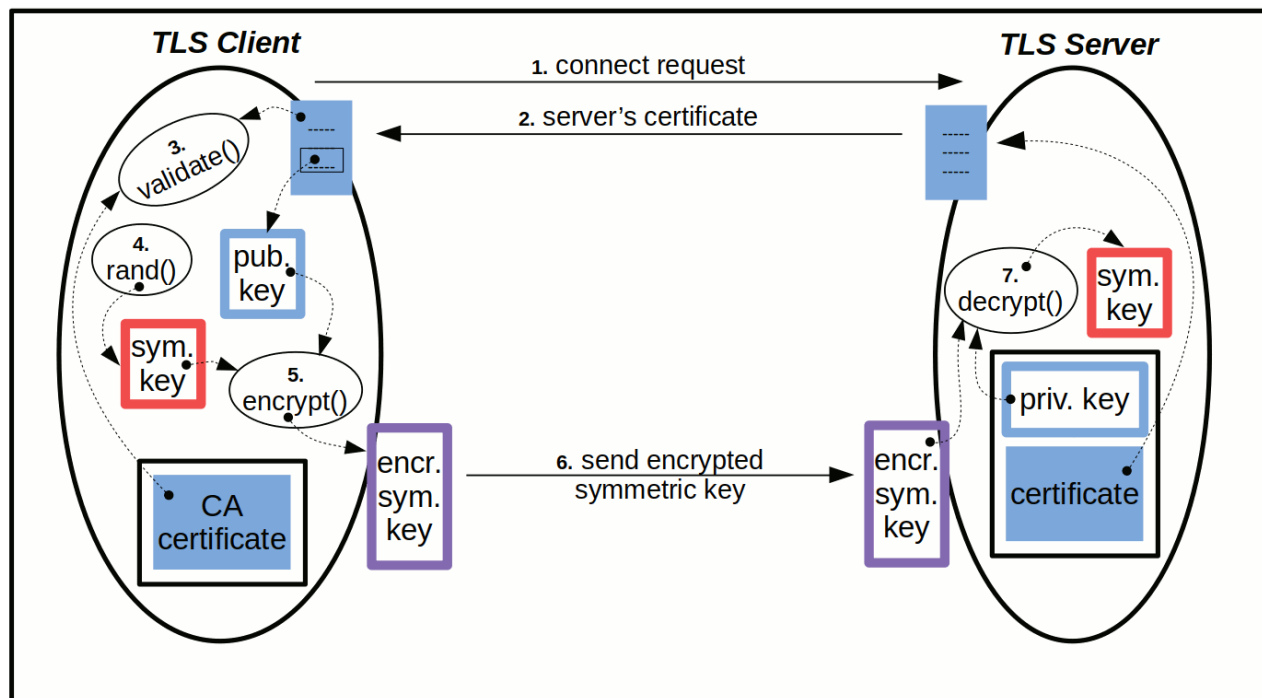 TLS Client
TLS Server
1. connect request
2. server's certificate
3.
validate()
4.
rand()
pub.
key
sym.
key
5.
encrypt()
CA
certificate
encr.
sym.
key
6. send encrypted
symmetric key
encr.
sym.
key
7.
decrypt()
sym.
key
priv. key
certificate